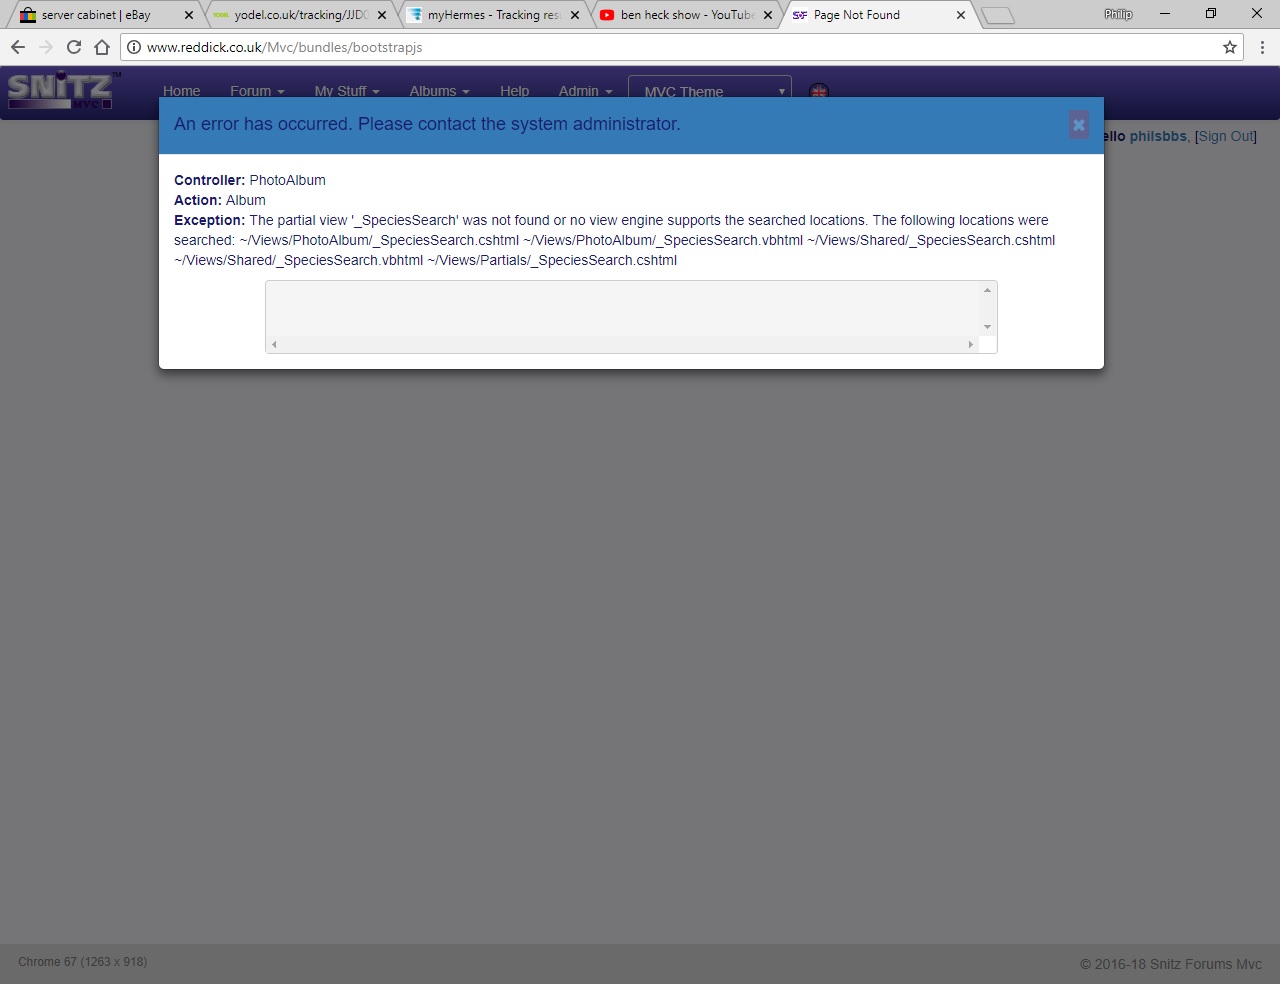 server cabinet | eBay
yodel.co.uk/tracking/JJD0
myHermes - Tracking res
ben heck show - YouTube
Page Not Found
Philip
www.reddick.co.uk/Mvc/bundles/bootstrapjs
SNiTZ™
MVC
Home
Forum
My Stuff
Albums
Help
Admin
MVC Theme
An error has occurred. Please contact the system administrator.
ello philsbbs, [Sign Out]
Controller: PhotoAlbum
Action: Album
Exception: The partial view '_SpeciesSearch' was not found or no view engine supports the searched locations. The following locations were
searched: ~/Views/PhotoAlbum/_SpeciesSearch.cshtml ~/Views/PhotoAlbum/_SpeciesSearch.vbhtml ~/Views/Shared/_SpeciesSearch.cshtml
~/Views/Shared/_SpeciesSearch.vbhtml ~/Views/Partials/_SpeciesSearch.cshtml
Chrome 67 (1263 x 918)
© 2016-18 Snitz Forums Mvc